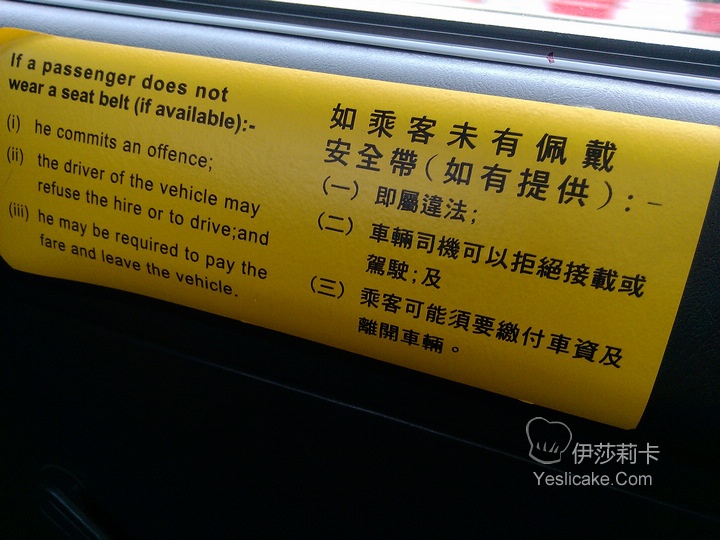 If a passenger does not
wear a seat belt (if available):-
(i) he commits an offence;
(ii) the driver of the vehicle may
refuse the hire or to drive;and
(iii) he may be required to pay the
fare and leave the vehicle.
如乘客未有佩戴
安全帶(如有提供):-
(一) 即屬違法;
(二) 車輛司機可以拒絕接載或
駕駛;及
(三) 乘客可能須要繳付車資及
離開車輛。
伊莎莉卡
Yeslicake.Com